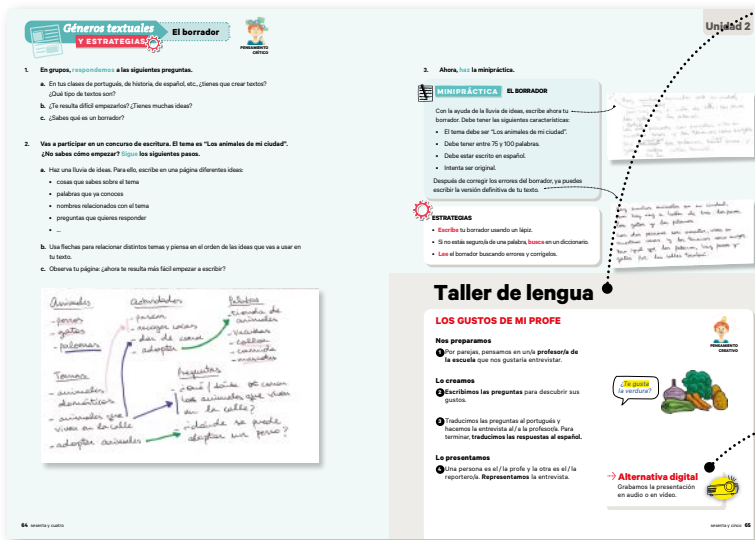 Géneros textuales
Y ESTRATEGIAS
El borrador
PENSAMIENTO
CRÍTICO
1. En grupos, respondemos a las siguientes preguntas.
a. En tus clases de portugués, de historia, de español, etc., ¿tienes que crear textos?
¿Qué tipo de textos son?
b. ¿Te resulta difícil empezarlos? ¿Tienes muchas ideas?
c. ¿Sabes qué es un borrador?
2. Vas a participar en un concurso de escritura. El tema es “Los animales de mi ciudad”.
¿No sabes cómo empezar? Sigue los siguientes pasos.
a. Haz una lluvia de ideas. Para ello, escribe en una página diferentes ideas:
• cosas que sabes sobre el tema
• palabras que ya conoces
• nombres relacionados con el tema
• preguntas que quieres responder
• ...
b. Usa flechas para relacionar distintos temas y piensa en el orden de las ideas que vas a usar en
tu texto.
c. Observa tu página: ¿ahora te resulta más fácil empezar a escribir?
Animales
- perros
- gatos
- palomas
actividades
- pasear
- recoger cacas
- dar de comer
- adoptar
Palabras
- tienda de
animales
- vacunas
- collar
- comida
- mascotas
Temas
- animales
domésticos
- animales que
viven en la calle
- adoptar animales
Preguntas
los animales que viven
en la calle?
- ¿dónde se puede
adoptar un perro?
64 sesenta y cuatro
Unidad 2
3. Ahora, haz la minipráctica.
MINIPRÁCTICA EL BORRADOR
Con la ayuda de la lluvia de ideas, escribe ahora tu
borrador. Debe tener las siguientes características:
• El tema debe ser “Los animales de mi ciudad”.
• Debe tener entre 75 y 100 palabras.
• Debe estar escrito en español.
• Intenta ser original.
Después de corregir los errores del borrador, ya puedes
escribir la versión definitiva de tu texto.
ESTRATEGIAS
• Escribe tu borrador usando un lápiz.
• Si no estás seguro/a de una palabra, busca en un diccionario.
• Lee el borrador buscando errores y corrígelos.
Taller de lengua
LOS GUSTOS DE MI PROFE
PENSAMIENTO
CREATIVO
Nos preparamos
1 Por parejas, pensamos en un/a profesor/a de
la escuela que nos gustaría entrevistar.
Lo creamos
2 Escribimos las preguntas para descubrir sus
gustos.
3 Traducimos las preguntas al portugués y
hacemos la entrevista al/a la profesor/a. Para
terminar, traducimos las respuestas al español.
Lo presentamos
4 Una persona es el / la profe y la otra es el / la
reportero/a. Representamos la entrevista.
¿Te gusta
la verdura?
→ Alternativa digital
Grabamos la presentación
en audio o en vídeo.
sesenta y cinco 65